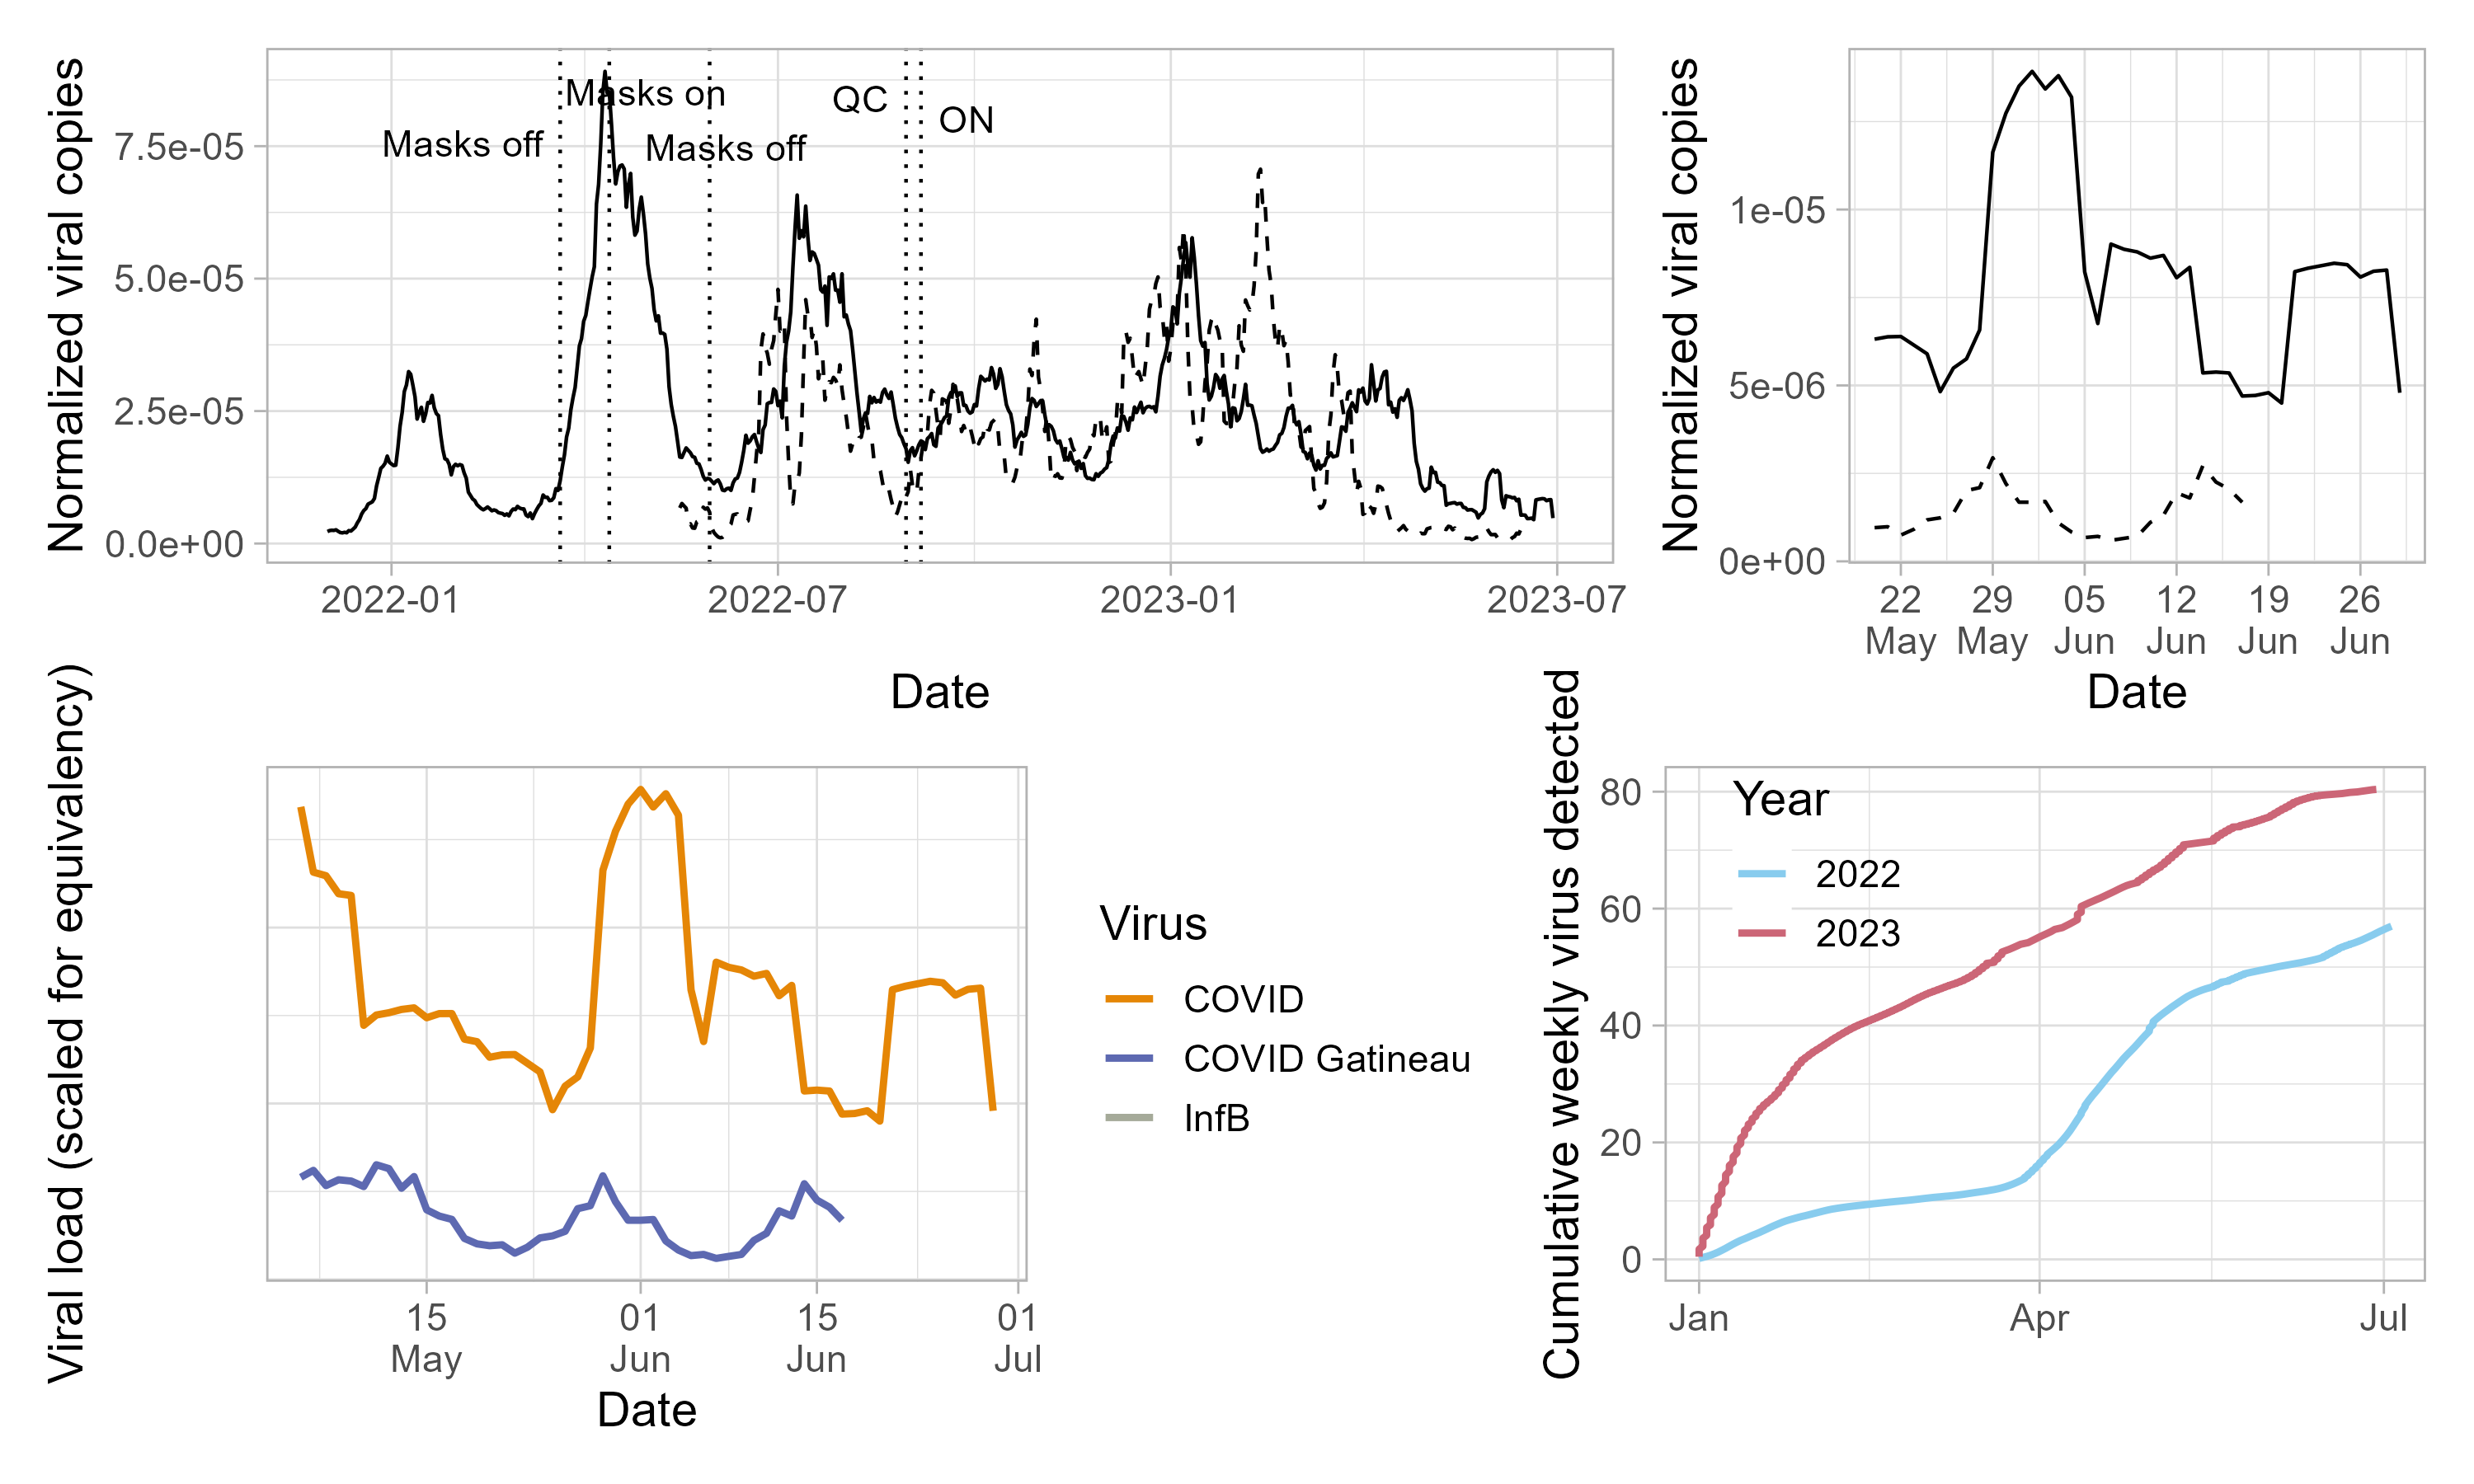 Normalized viral copies
7.5e-05
5.0e-05
2.5e-05
0.0e+00
Masks off
Masks on
Masks off
QC
ON
2022-01
2022-07
2023-01
2023-07
Date
Normalized viral copies
1e-05
5e-06
0e+00
22 May
29 May
05 Jun
12 Jun
19 Jun
26 Jun
Date
Viral load (scaled for equivalency)
15 May
01 Jun
15 Jun
01 Jul
Date
Virus
COVID
COVID Gatineau
InfB
Cumulative weekly virus detected
80
60
40
20
0
Year
2022
2023
Jan
Apr
Jul